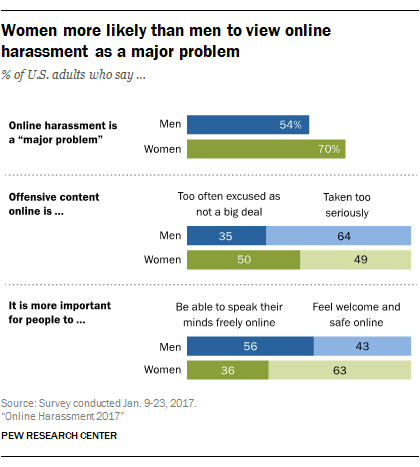 Women more likely than men to view online
harassment as a major problem
% of U.S. adults who say ...
Online harassment is
a “major problem”
Men 54%
Women 70%
Offensive content
online is ...
Too often excused as
not a big deal
Taken too
seriously
Men 35 64
Women 50 49
It is more important
for people to ...
Be able to speak their
minds freely online
Feel welcome and
safe online
Men 56 43
Women 36 63
Source: Survey conducted Jan. 9-23, 2017.
“Online Harassment 2017”
PEW RESEARCH CENTER